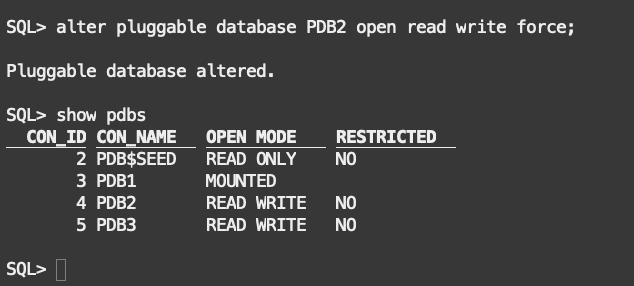 SQL> alter pluggable database PDB2 open read write force;
Pluggable database altered.
SQL> show pdbs
CON_ID CON_NAME OPEN MODE RESTRICTED
2 PDB$SEED READ ONLY NO
3 PDB1 MOUNTED
4 PDB2 READ WRITE NO
5 PDB3 READ WRITE NO
SQL>